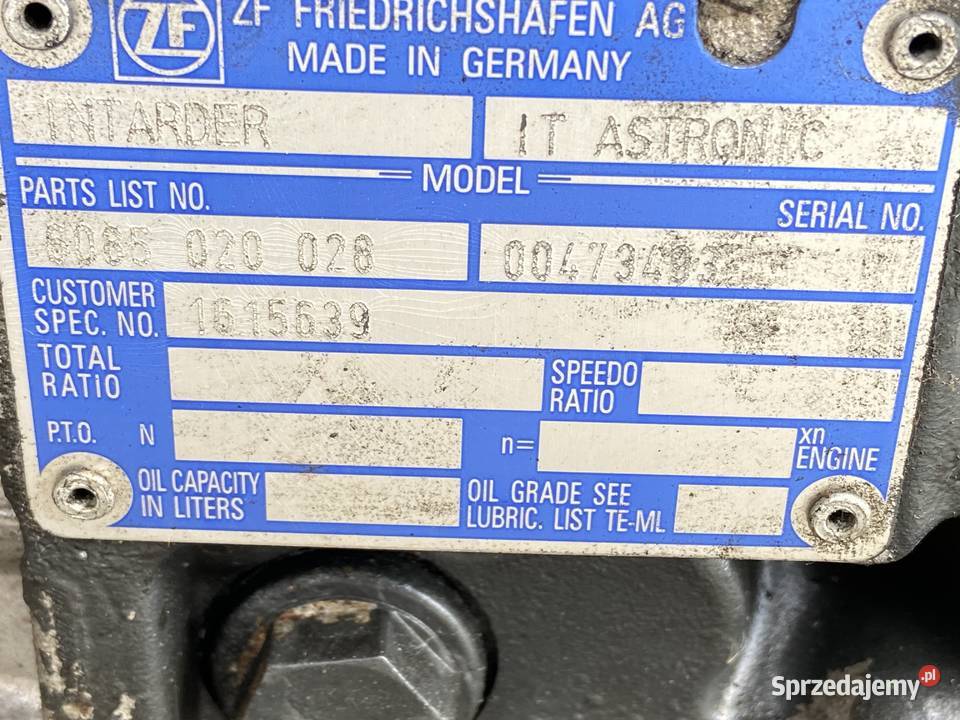 ZF
ZF FRIEDRICHSHAFEN AG
MADE IN GERMANY
INTARDER
IT ASTRONIC
MODEL
PARTS LIST NO.
SERIAL NO.
6085 020 028
00473493
CUSTOMER
SPEC. NO.
1615639
TOTAL
RATIO
SPEEDO
RATIO
P.T.O. N
n=
xn
ENGINE
OIL CAPACITY
IN LITERS
OIL GRADE SEE
LUBRIC. LIST TE-ML
Sprzedajemy.pl